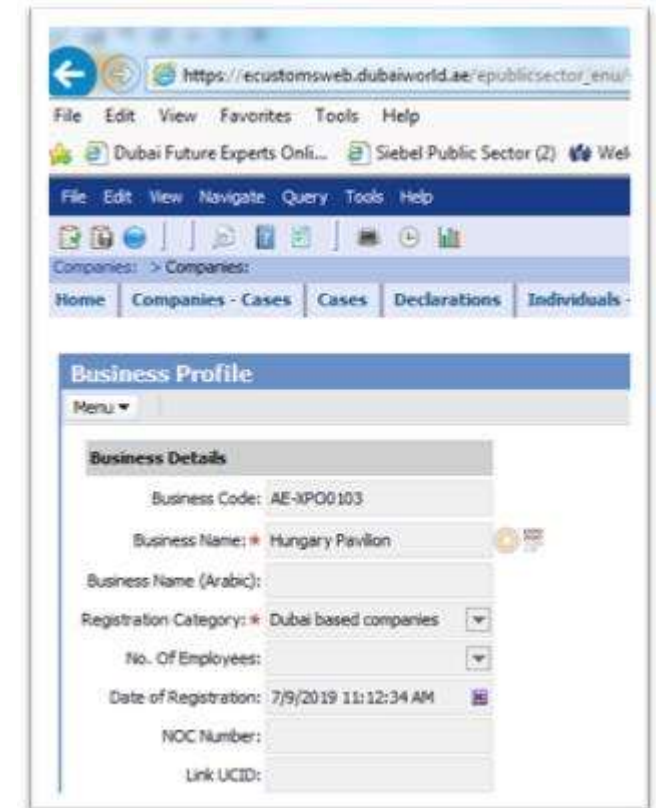 https://ecustomsweb.dubaiworld.ae/epublicsector_enu/
File Edit View Favorites Tools Help
Dubai Future Experts Onli... Siebel Public Sector (2) Wel
File Edit View Navigate Query Tools Help
Companies: > Companies:
Home Companies - Cases Cases Declarations Individuals -
Business Profile
Menu
Business Details
Business Code: AE-XPO0103
Business Name:* Hungary Pavilion
Business Name (Arabic):
Registration Category:* Dubai based companies
No. Of Employees:
Date of Registration: 7/9/2019 11:12:34 AM
NOC Number:
Link UCID: